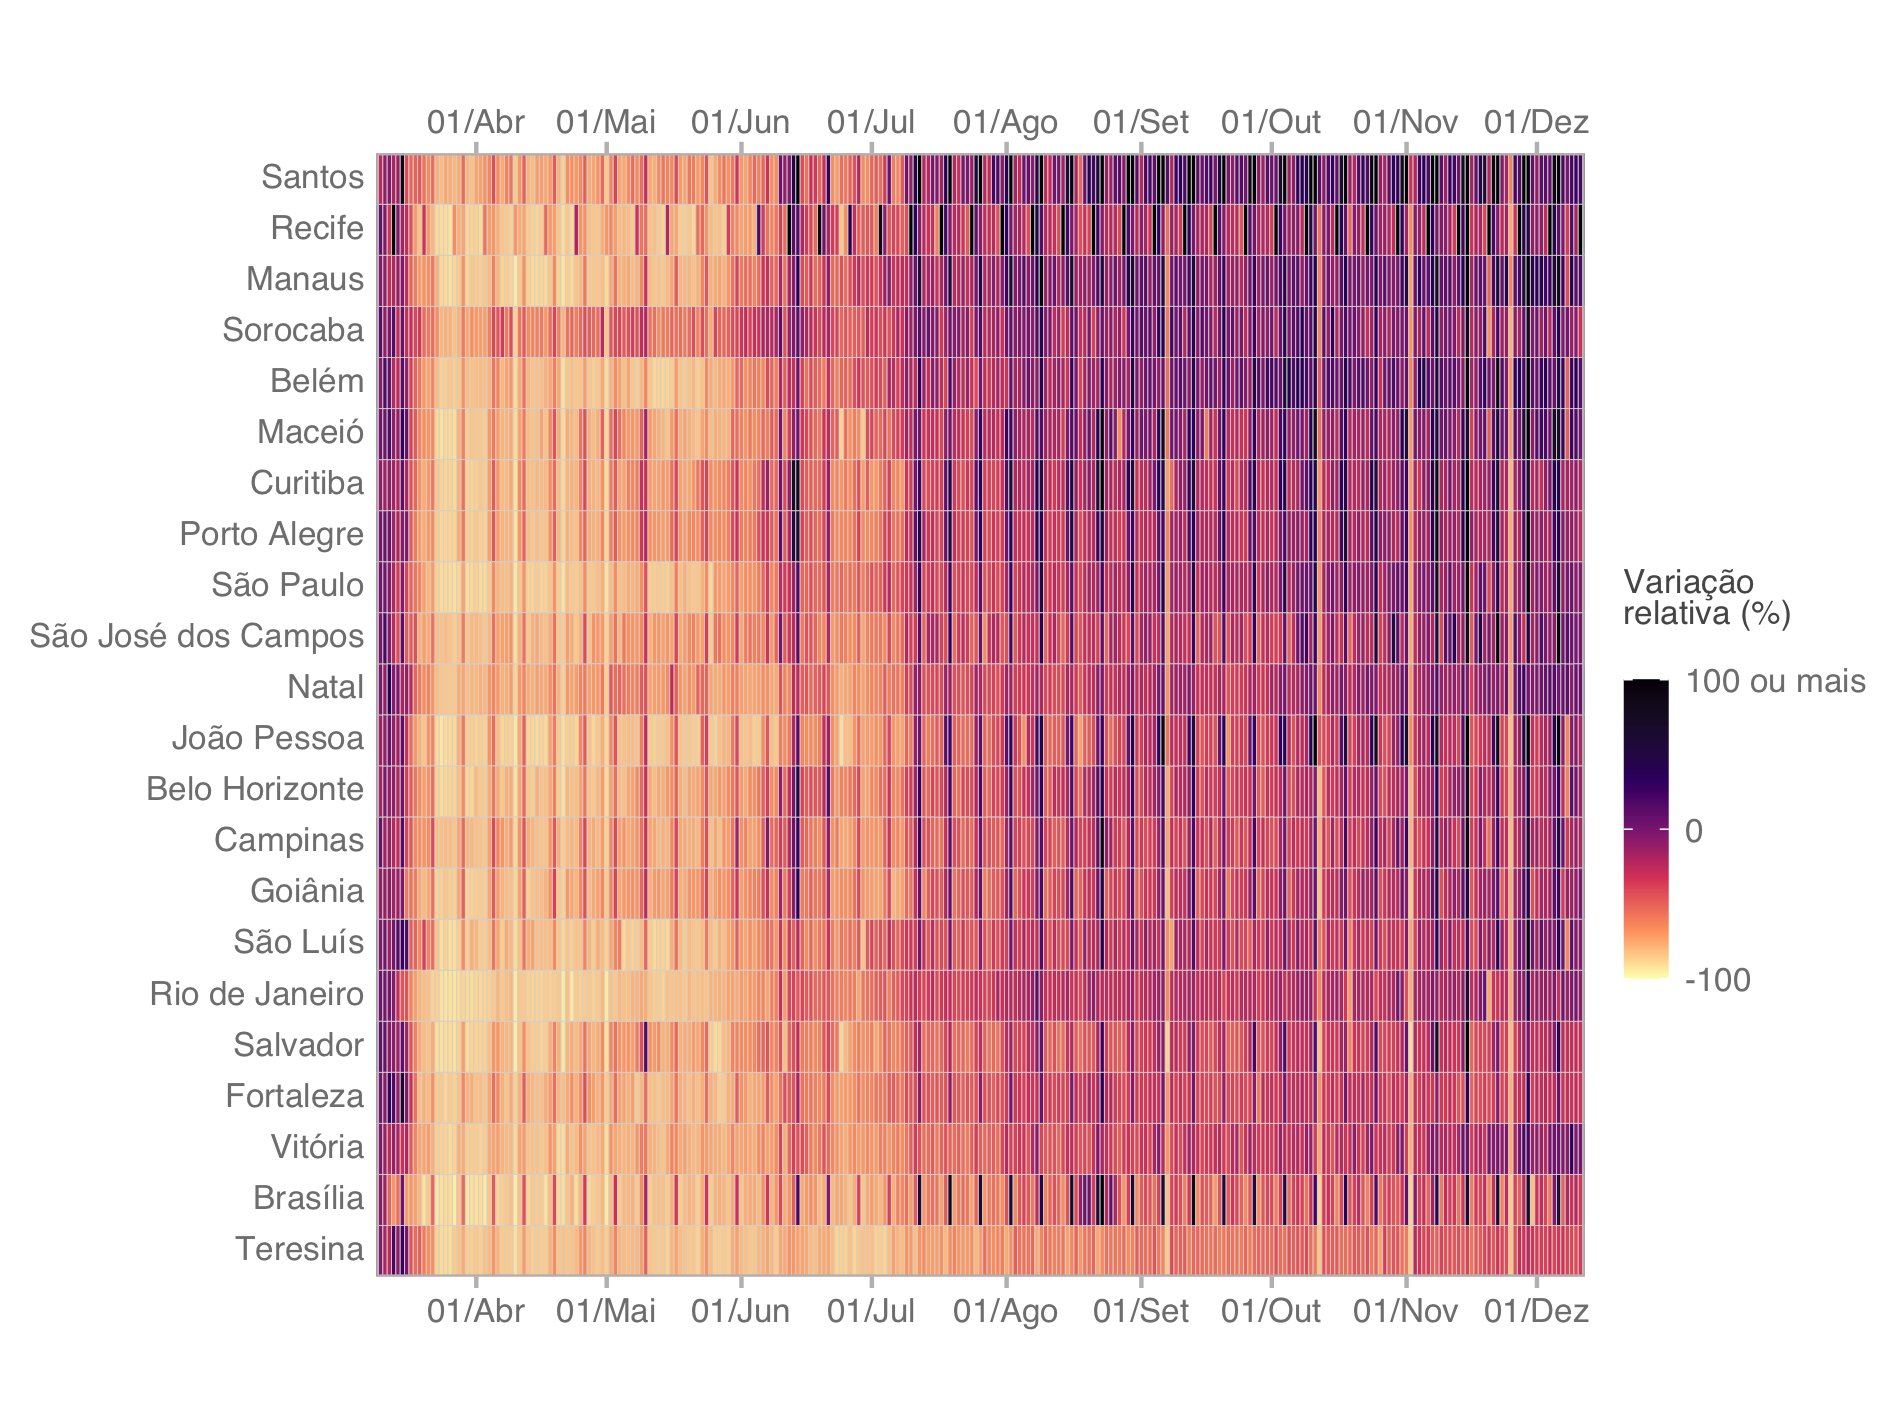 01/Abr 01/Mai 01/Jun 01/Jul 01/Ago 01/Set 01/Out 01/Nov 01/Dez
Santos
Recife
Manaus
Sorocaba
Belém
Maceió
Curitiba
Porto Alegre
São Paulo
São José dos Campos
Natal
João Pessoa
Belo Horizonte
Campinas
Goiânia
São Luís
Rio de Janeiro
Salvador
Fortaleza
Vitória
Brasília
Teresina
01/Abr 01/Mai 01/Jun 01/Jul 01/Ago 01/Set 01/Out 01/Nov 01/Dez
Variação
relativa (%)
100 ou mais
0
-100